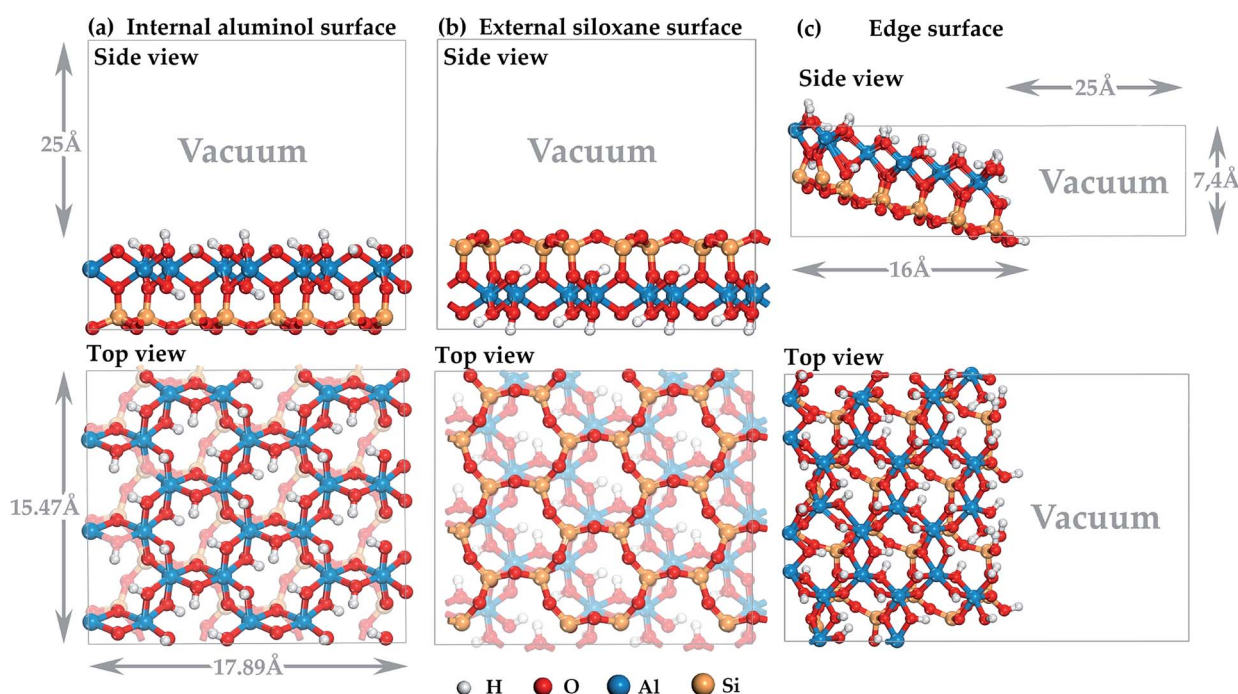 (a) Internal aluminol surface
Side view
25Å
Vacuum
(b) External siloxane surface
Side view
Vacuum
(c) Edge surface
Side view
25Å
Vacuum
7,4Å
16Å
Top view
15.47Å
17.89Å
Top view
Top view
Vacuum
H O Al Si